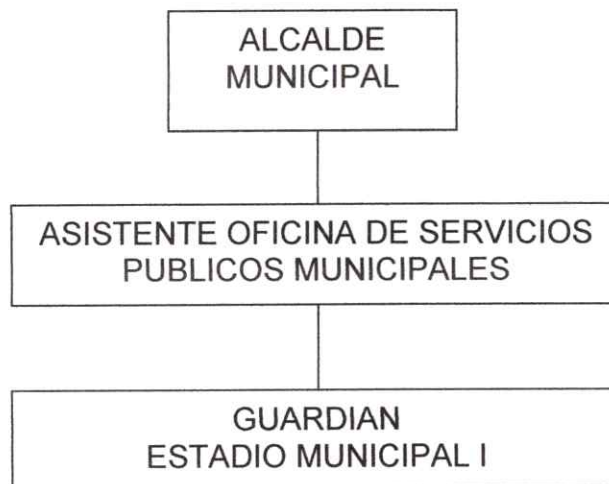 ALCALDE
MUNICIPAL
ASISTENTE OFICINA DE SERVICIOS
PUBLICOS MUNICIPALES
GUARDIAN
ESTADIO MUNICIPAL I